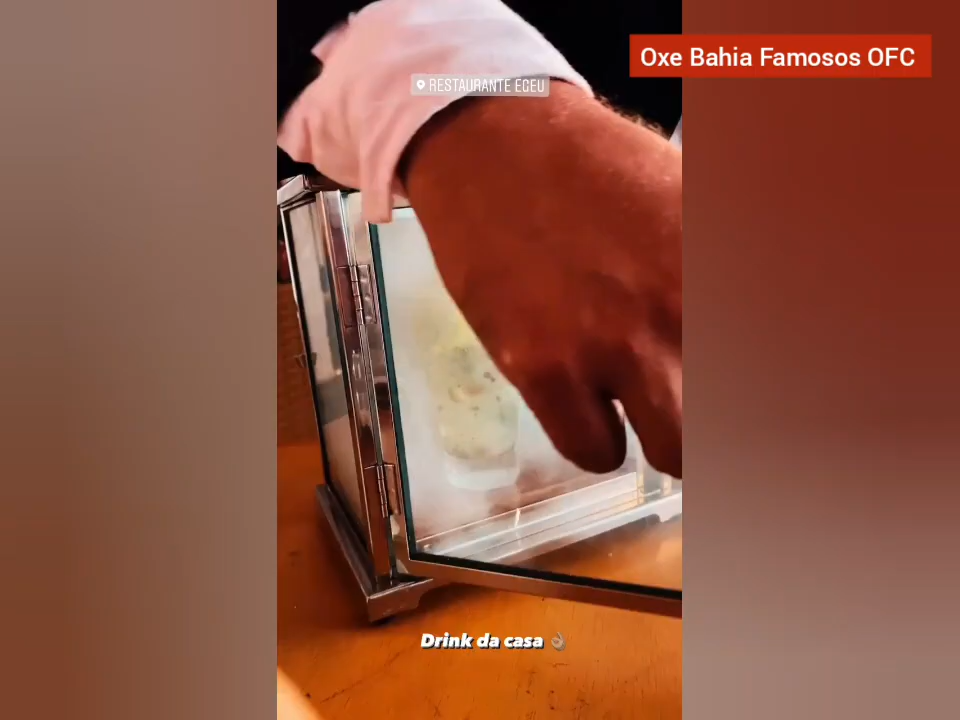 Oxe Bahia Famosos OFC
RESTAURANTE EGEU
Drink da casa 👌🏿